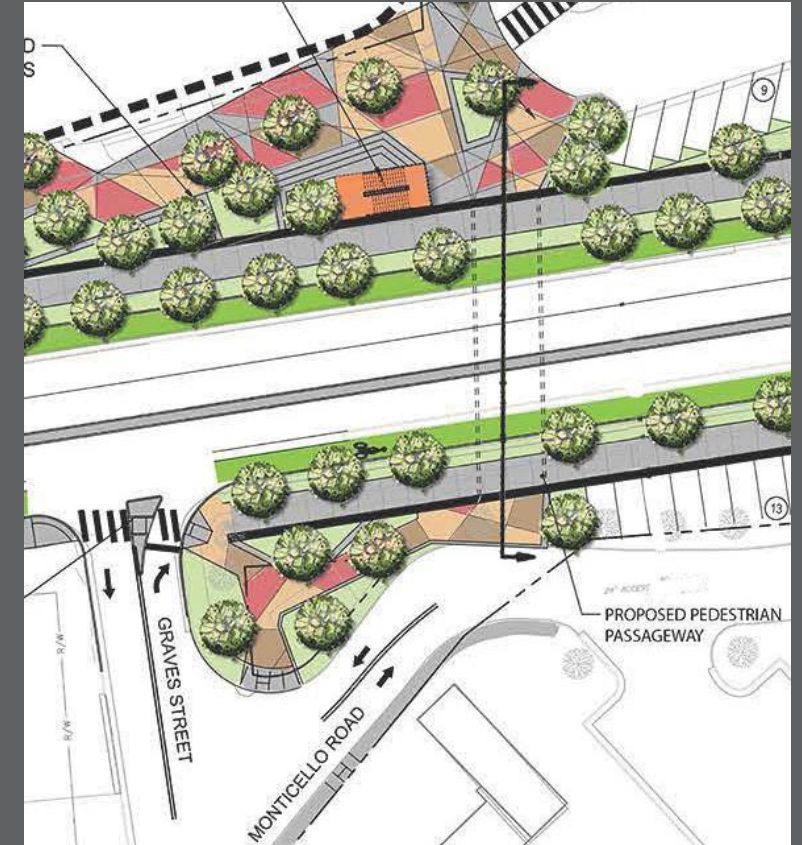 D
S
9
13
PROPOSED PEDESTRIAN
PASSAGEWAY
GRAVES STREET
MONTICELLO ROAD
R/W
R/W